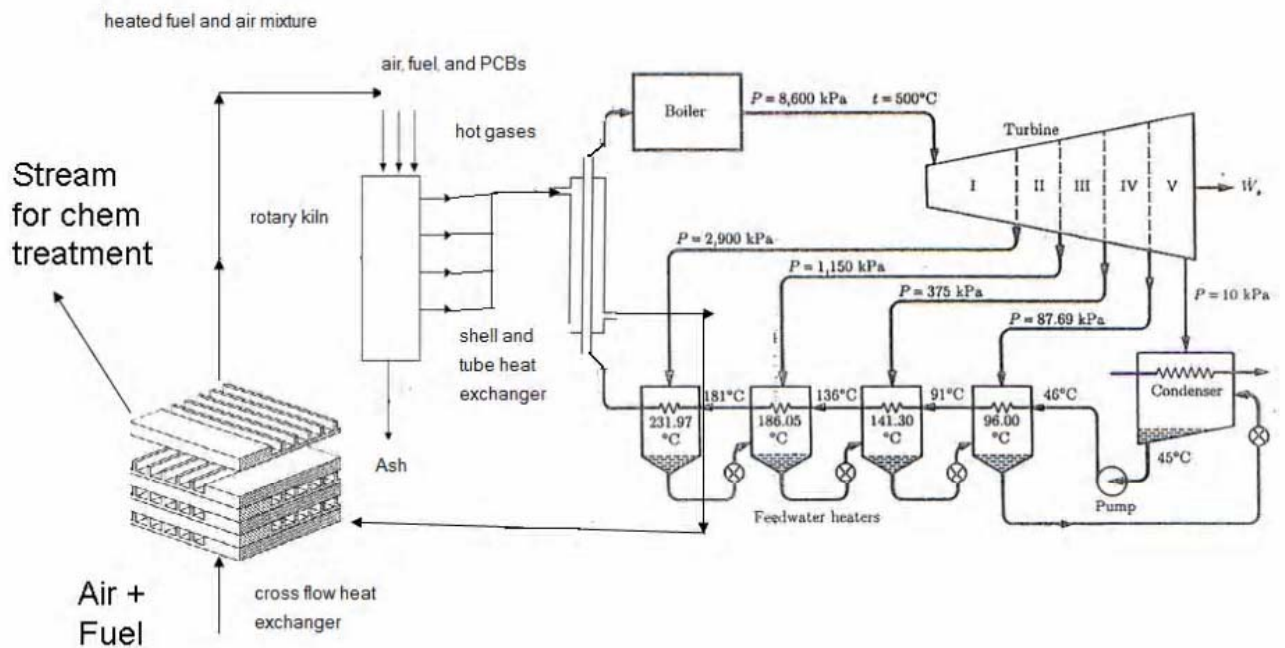 heated fuel and air mixture
air, fuel, and PCBs
hot gases
Stream
for chem
treatment
rotary kiln
shell and
tube heat
exchanger
Ash
Air +
Fuel
cross flow heat
exchanger
Boiler
P = 8,600 kPa t = 500°C
Turbine
I II III IV V
Ẇs
P = 2,900 kPa
P = 1,150 kPa
P = 375 kPa
P = 87.69 kPa
P = 10 kPa
Condenser
181°C 136°C 91°C 46°C
231.97
°C
186.05
°C
141.30
°C
96.00
°C
45°C
Pump
Feedwater heaters